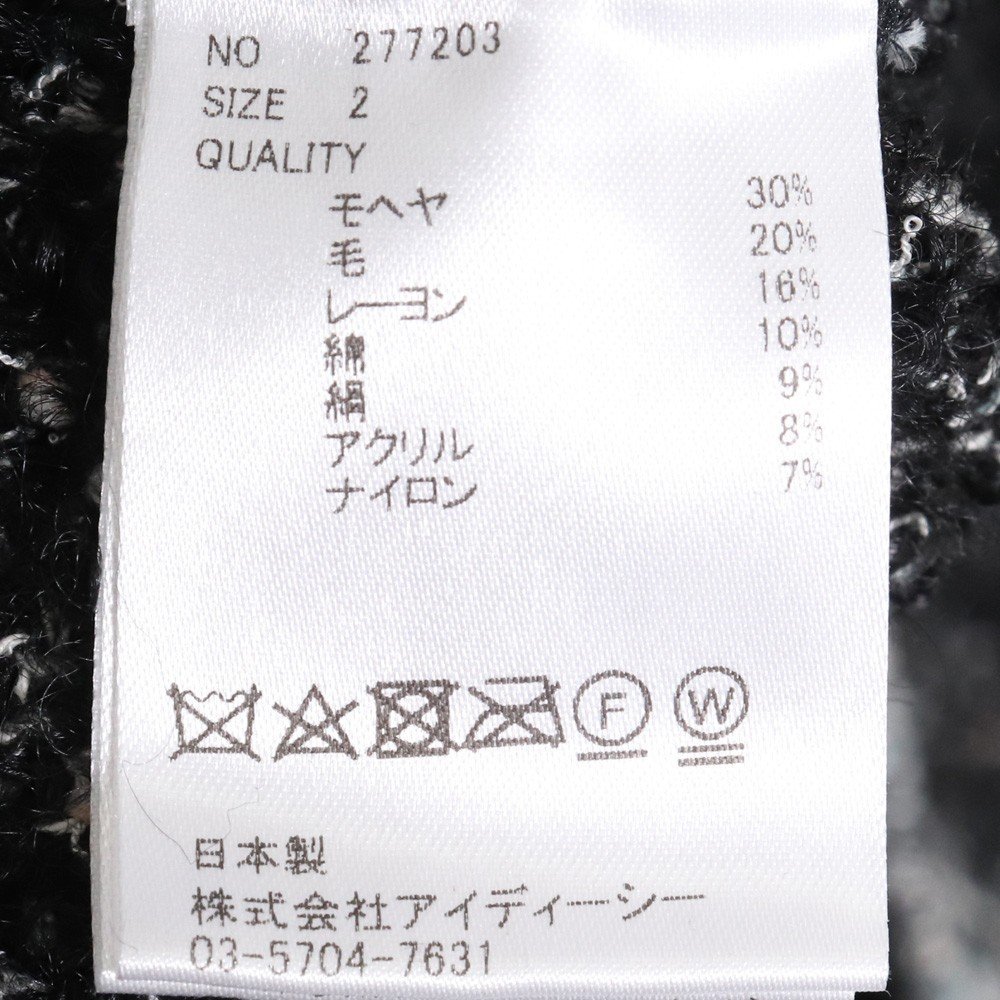 NO 277203
SIZE 2
QUALITY
モヘヤ 30%
毛 20%
レーヨン 16%
綿 10%
絹 9%
アクリル 8%
ナイロン 7%
F W
日本製
株式会社アイディーシー
03-5704-7631